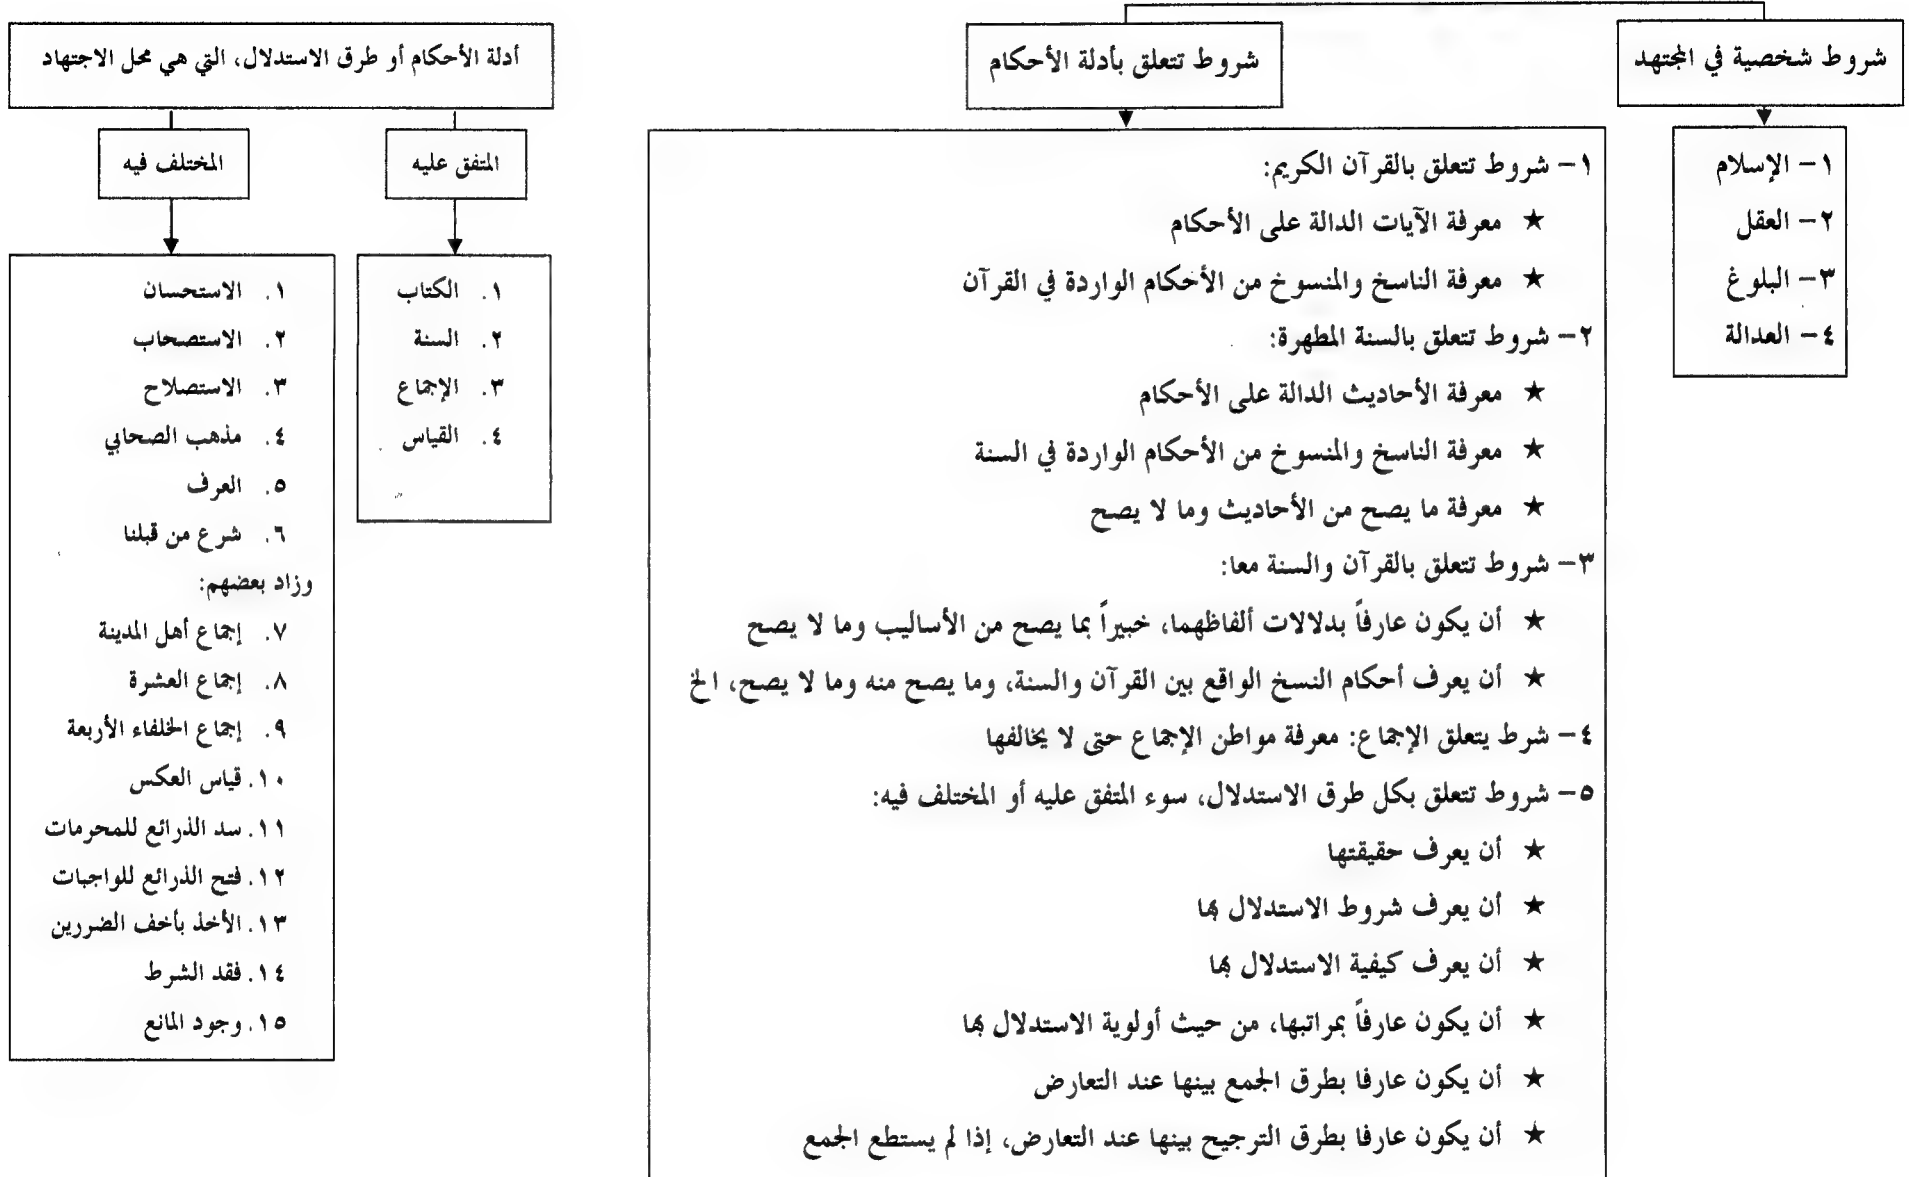 شروط شخصية في المجتهد
١– الإسلام
٢– العقل
٣– البلوغ
٤– العدالة
شروط تتعلق بأدلة الأحكام
١– شروط تتعلق بالقرآن الكريم:
★ معرفة الآيات الدالة على الأحكام
★ معرفة الناسخ والمنسوخ من الأحكام الواردة في القرآن
٢– شروط تتعلق بالسنة المطهرة:
★ معرفة الأحاديث الدالة على الأحكام
★ معرفة الناسخ والمنسوخ من الأحكام الواردة في السنة
★ معرفة ما يصح من الأحاديث وما لا يصح
٣– شروط تتعلق بالقرآن والسنة معا:
★ أن يكون عارفاً بدلالات ألفاظهما، خبيراً بما يصح من الأساليب وما لا يصح
★ أن يعرف أحكام النسخ الواقع بين القرآن والسنة، وما يصح منه وما لا يصح، الخ
٤– شرط يتعلق الإجماع: معرفة مواطن الإجماع حتى لا يخالفها
٥– شروط تتعلق بكل طرق الاستدلال، سوء المتفق عليه أو المختلف فيه:
★ أن يعرف حقيقتها
★ أن يعرف شروط الاستدلال بها
★ أن يعرف كيفية الاستدلال بها
★ أن يكون عارفاً بمراتبها، من حيث أولوية الاستدلال بها
★ أن يكون عارفا بطرق الجمع بينها عند التعارض
★ أن يكون عارفا بطرق الترجيح بينها عند التعارض، إذا لم يستطع الجمع
أدلة الأحكام أو طرق الاستدلال، التي هي محل الاجتهاد
المتفق عليه
١. الكتاب
٢. السنة
٣. الإجماع
٤. القياس
المختلف فيه
١. الاستحسان
٢. الاستصحاب
٣. الاستصلاح
٤. مذهب الصحابي
٥. العرف
٦. شرع من قبلنا
وزاد بعضهم:
٧. إجماع أهل المدينة
٨. إجماع العشرة
٩. إجماع الخلفاء الأربعة
١٠. قياس العكس
١١. سد الذرائع للمحرمات
١٢. فتح الذرائع للواجبات
١٣. الأخذ بأخف الضررين
١٤. فقد الشرط
١٥. وجود المانع